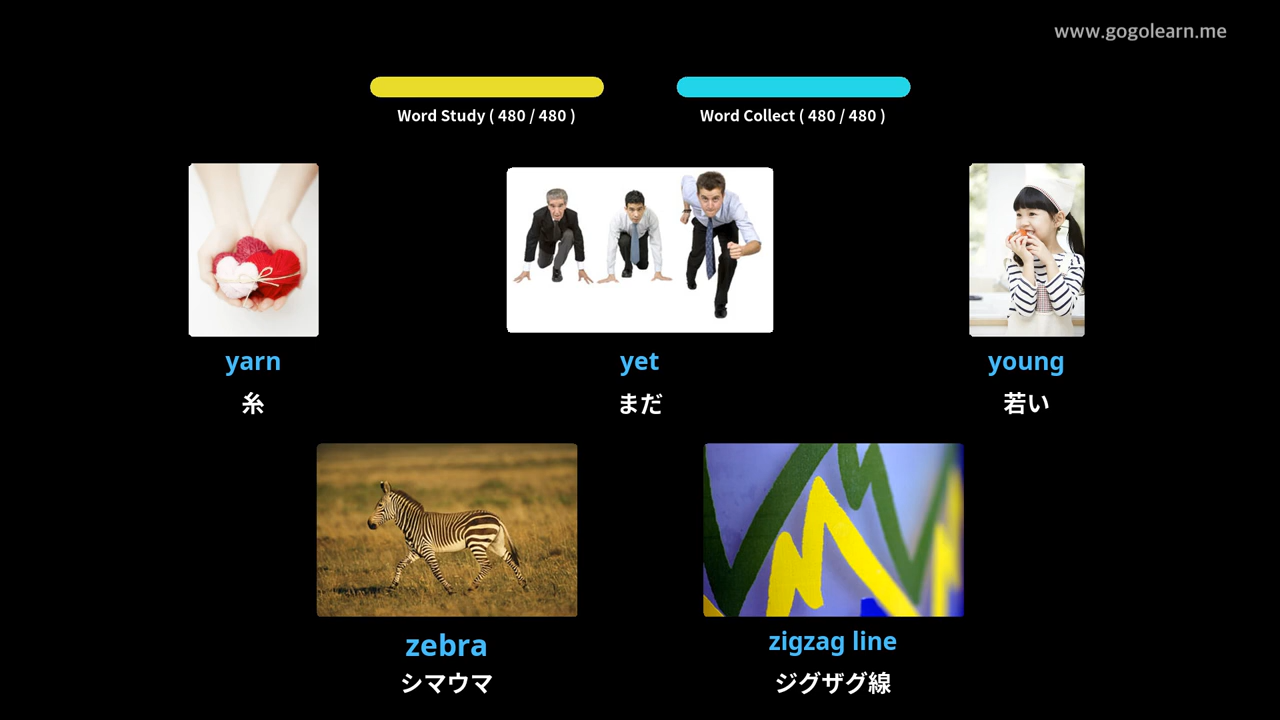 www.gogolearn.me
Word Study ( 480 / 480 )
Word Collect ( 480 / 480 )
yarn
糸
yet
まだ
young
若い
zebra
シマウマ
zigzag line
ジグザグ線